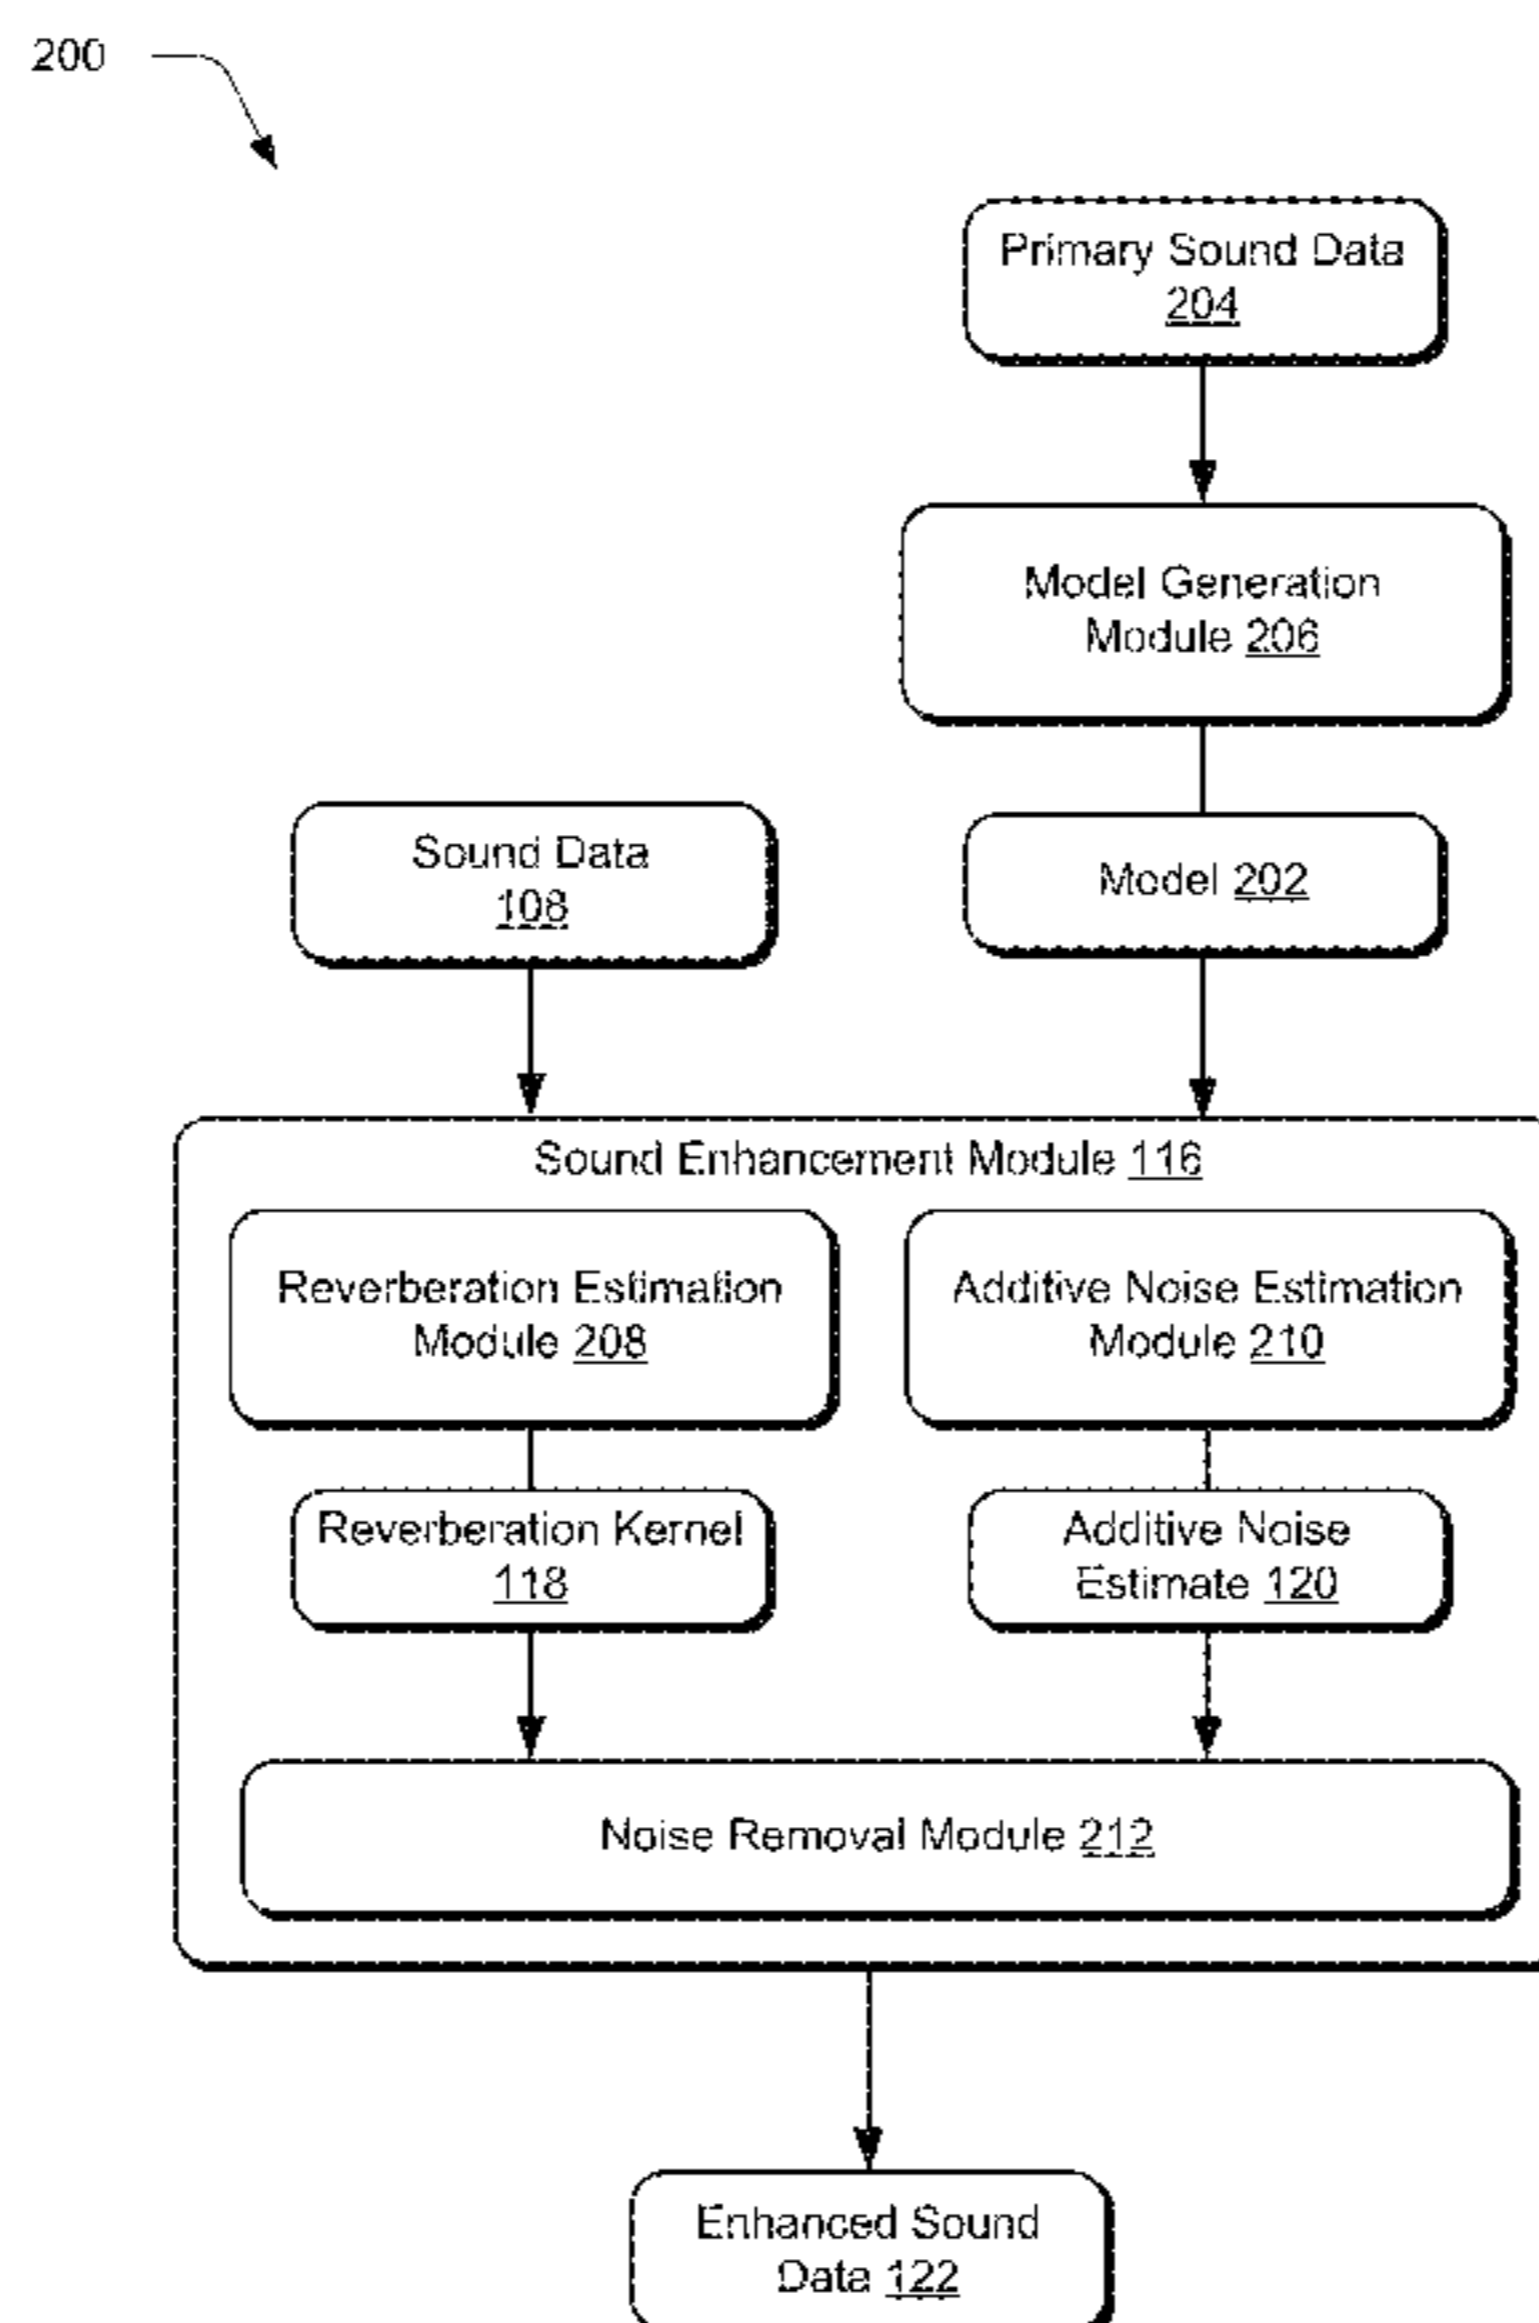 200
Primary Sound Data
204
Model Generation
Module 206
Sound Data
108
Model 202
Sound Enhancement Module 116
Reverberation Estimation
Module 208
Additive Noise Estimation
Module 210
Reverberation Kernel
118
Additive Noise
Estimate 120
Noise Removal Module 212
Enhanced Sound
Data 122